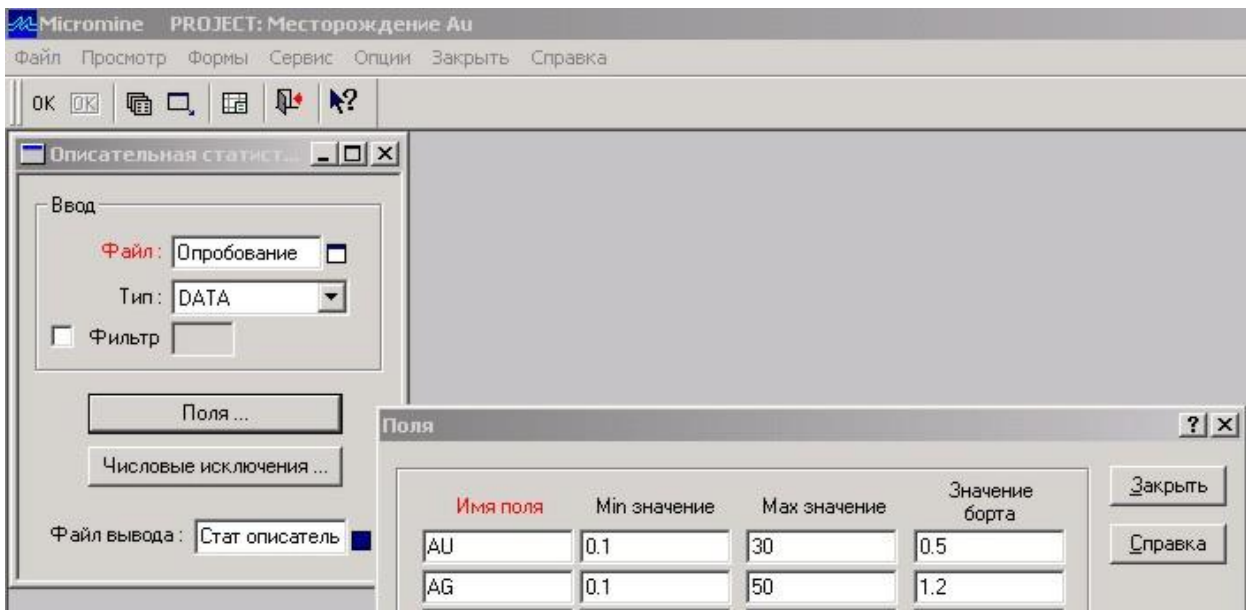 Micromine PROJECT: Месторождение Au
Файл Просмотр Формы Сервис Опции Закрыть Справка
OK OK
Описательная статист...
Ввод
Файл: Опробование
Тип: DATA
Фильтр
Поля ...
Числовые исключения ...
Файл вывода: Стат описатель
Поля
Имя поля Min значение Max значение Значение борта
AU 0.1 30 0.5
AG 0.1 50 1.2
Закрыть
Справка